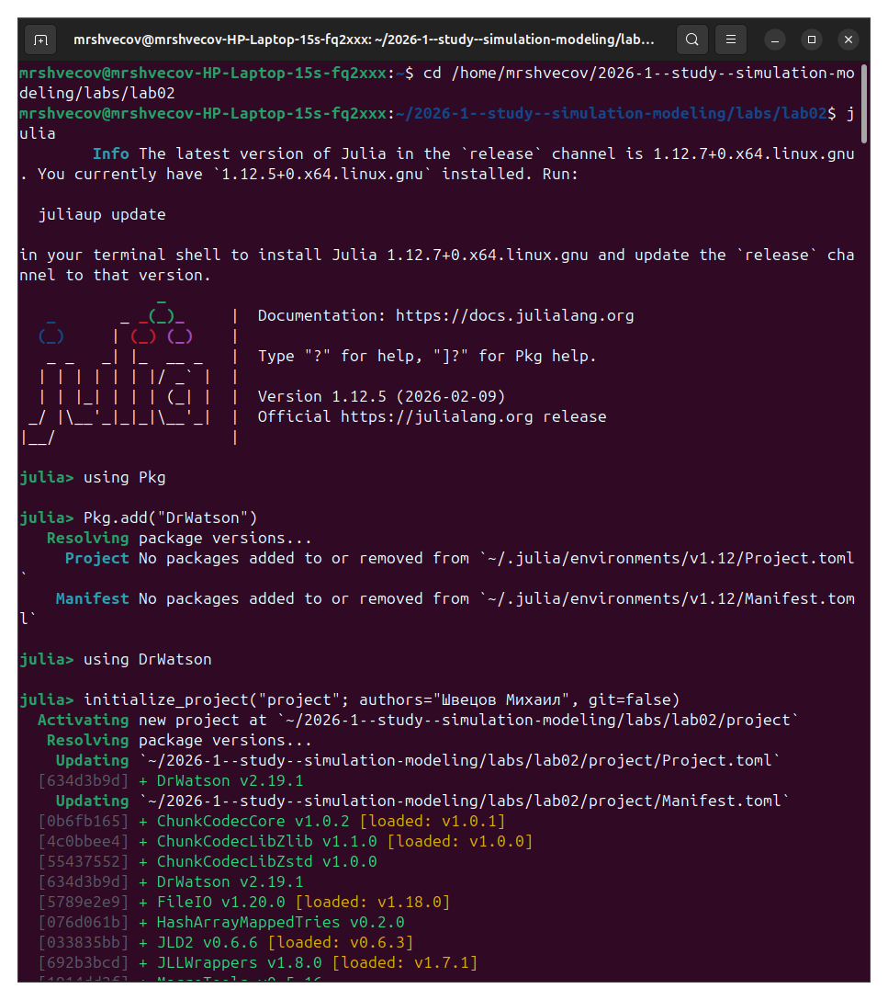 mrshvecov@mrshvecov-HP-Laptop-15s-fq2xxx: ~/2026-1--study--simulation-modeling/lab...
mrshvecov@mrshvecov-HP-Laptop-15s-fq2xxx:~$ cd /home/mrshvecov/2026-1--study--simulation-mo
deling/labs/lab02
mrshvecov@mrshvecov-HP-Laptop-15s-fq2xxx:~/2026-1--study--simulation-modeling/labs/lab02$ j
ulia
        Info The latest version of Julia in the `release` channel is 1.12.7+0.x64.linux.gnu
. You currently have `1.12.5+0.x64.linux.gnu` installed. Run:

  juliaup update

in your terminal shell to install Julia 1.12.7+0.x64.linux.gnu and update the `release` cha
nnel to that version.
               _
   _       _ _(_)_     |  Documentation: https://docs.julialang.org
  (_)     | (_) (_)    |
   _ _   _| |_  __ _   |  Type "?" for help, "]?" for Pkg help.
  | | | | | | |/ _` |  |
  | | |_| | | | (_| |  |  Version 1.12.5 (2026-02-09)
 _/ |\__'_|_|_|\__'_|  |  Official https://julialang.org release
|__/                   |

julia> using Pkg

julia> Pkg.add("DrWatson")
   Resolving package versions...
     Project No packages added to or removed from `~/.julia/environments/v1.12/Project.toml
`
    Manifest No packages added to or removed from `~/.julia/environments/v1.12/Manifest.tom
l`

julia> using DrWatson

julia> initialize_project("project"; authors="Швецов Михаил", git=false)
  Activating new project at `~/2026-1--study--simulation-modeling/labs/lab02/project`
   Resolving package versions...
    Updating `~/2026-1--study--simulation-modeling/labs/lab02/project/Project.toml`
  [634d3b9d] + DrWatson v2.19.1
    Updating `~/2026-1--study--simulation-modeling/labs/lab02/project/Manifest.toml`
  [0b6fb165] + ChunkCodecCore v1.0.2 [loaded: v1.0.1]
  [4c0bbee4] + ChunkCodecLibZlib v1.1.0 [loaded: v1.0.0]
  [55437552] + ChunkCodecLibZstd v1.0.0
  [634d3b9d] + DrWatson v2.19.1
  [5789e2e9] + FileIO v1.20.0 [loaded: v1.18.0]
  [076d061b] + HashArrayMappedTries v0.2.0
  [033835bb] + JLD2 v0.6.6 [loaded: v0.6.3]
  [692b3bcd] + JLLWrappers v1.8.0 [loaded: v1.7.1]